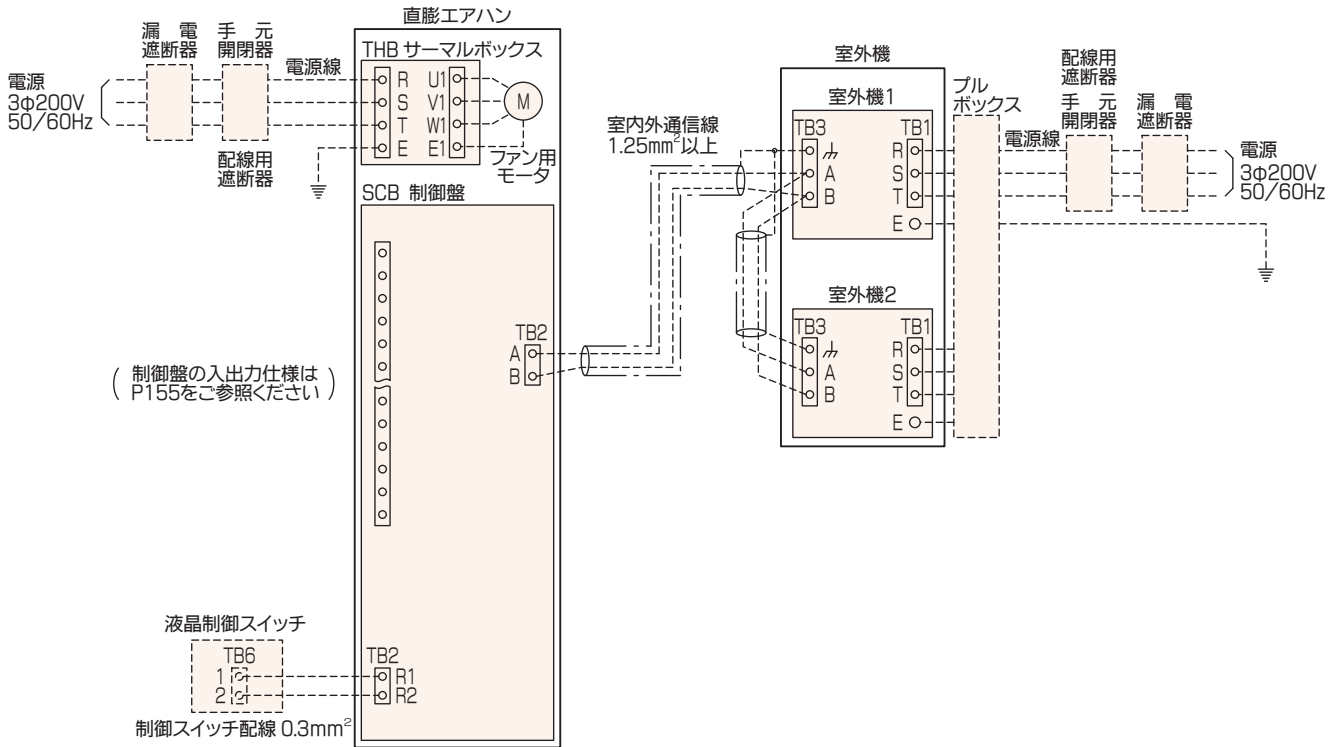 直膨エアハン
漏 電
遮断器
手 元
開閉器
電源線
電源
3φ200V
50/60Hz
配線用
遮断器
THB サーマルボックス
R U1
S V1
T W1
E E1
M
ファン用
モータ
SCB 制御盤
TB2
A
B
制御盤の入出力仕様は
P155をご参照ください
液晶制御スイッチ
TB6
1
2
TB2
R1
R2
制御スイッチ配線 0.3mm²
室内外通信線
1.25mm²以上
室外機
室外機1
TB3 TB1
R
A S
B T
E
室外機2
TB3 TB1
R
A S
B T
E
プル
ボックス
電源線
配線用
遮断器
手 元
開閉器
漏 電
遮断器
電源
3φ200V
50/60Hz